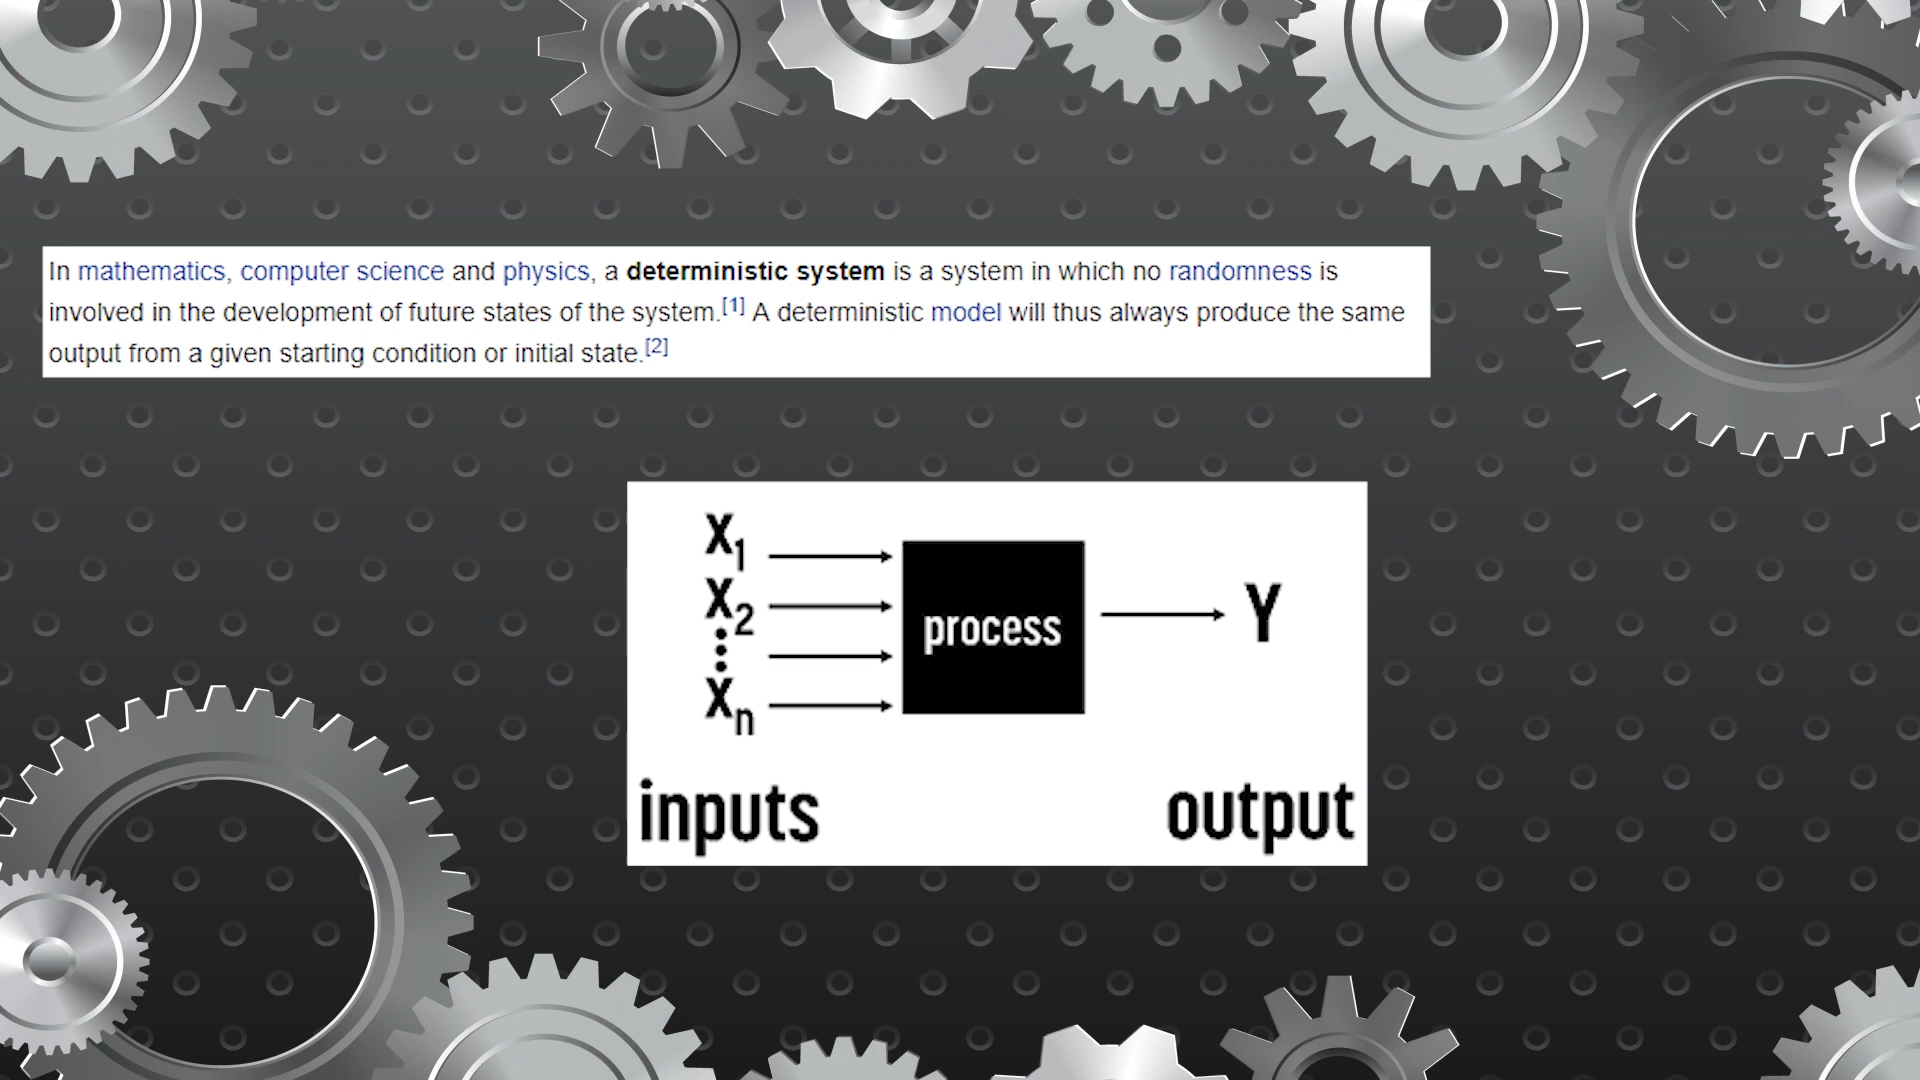 In mathematics, computer science and physics, a deterministic system is a system in which no randomness is
involved in the development of future states of the system.[1] A deterministic model will thus always produce the same
output from a given starting condition or initial state.[2]
X1
X2
Xn
process
Y
inputs
output